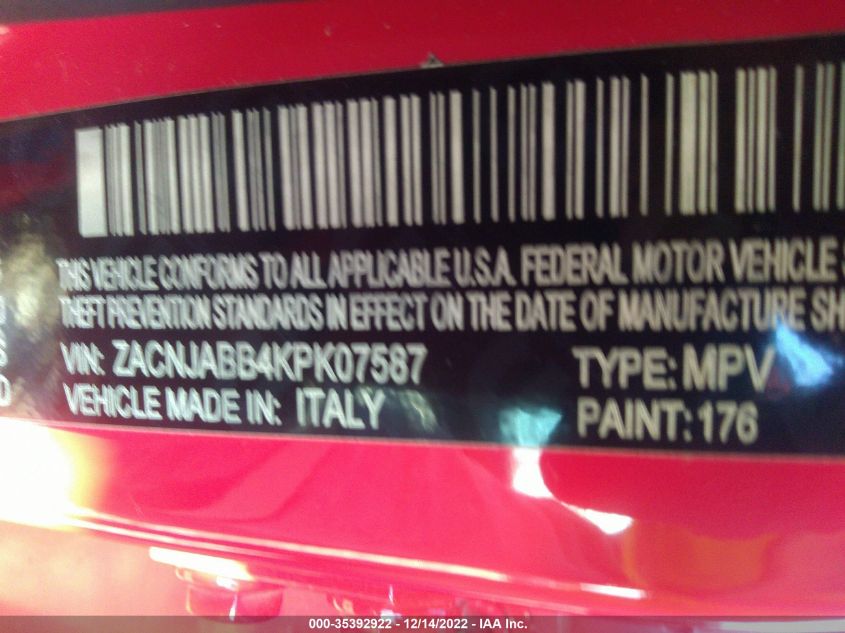 THIS VEHICLE CONFORMS TO ALL APPLICABLE U.S.A. FEDERAL MOTOR VEHICLE S
THEFT PREVENTION STANDARDS IN EFFECT ON THE DATE OF MANUFACTURE SH
VIN: ZACNJABB4KPK07587 TYPE: MPV
VEHICLE MADE IN: ITALY PAINT: 176
000-35392922 - 12/14/2022 - IAA Inc.